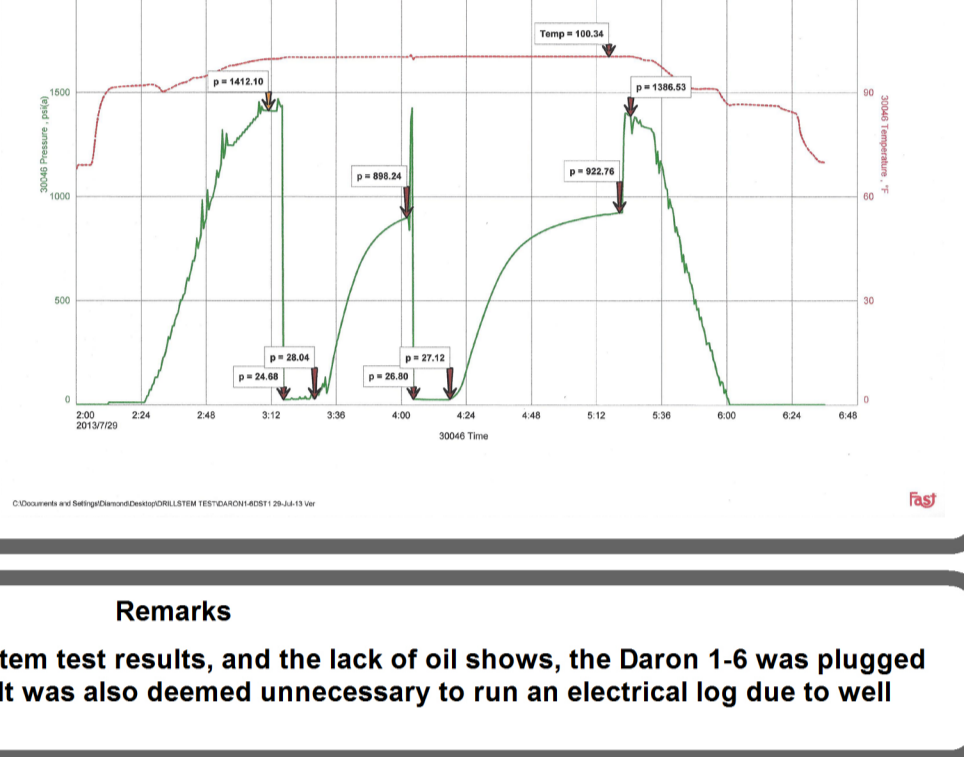 Temp = 100.34
p = 1412.10
p = 1386.53
1500
90
p = 898.24
p = 922.76
30046 Pressure , psi(a)
30046 Temperature , °F
1000
60
500
30
p = 28.04
p = 27.12
p = 24.68
p = 26.80
0
0
2:00
2:24
2:48
3:12
3:36
4:00
4:24
4:48
5:12
5:36
6:00
6:24
6:48
2013/7/29
30046 Time
C:\Documents and Settings\Diamond\Desktop\DRILLSTEM TEST\DARON1-6DST1 29-Jul-13 Ver
Fast
Remarks
tem test results, and the lack of oil shows, the Daron 1-6 was plugged
It was also deemed unnecessary to run an electrical log due to well